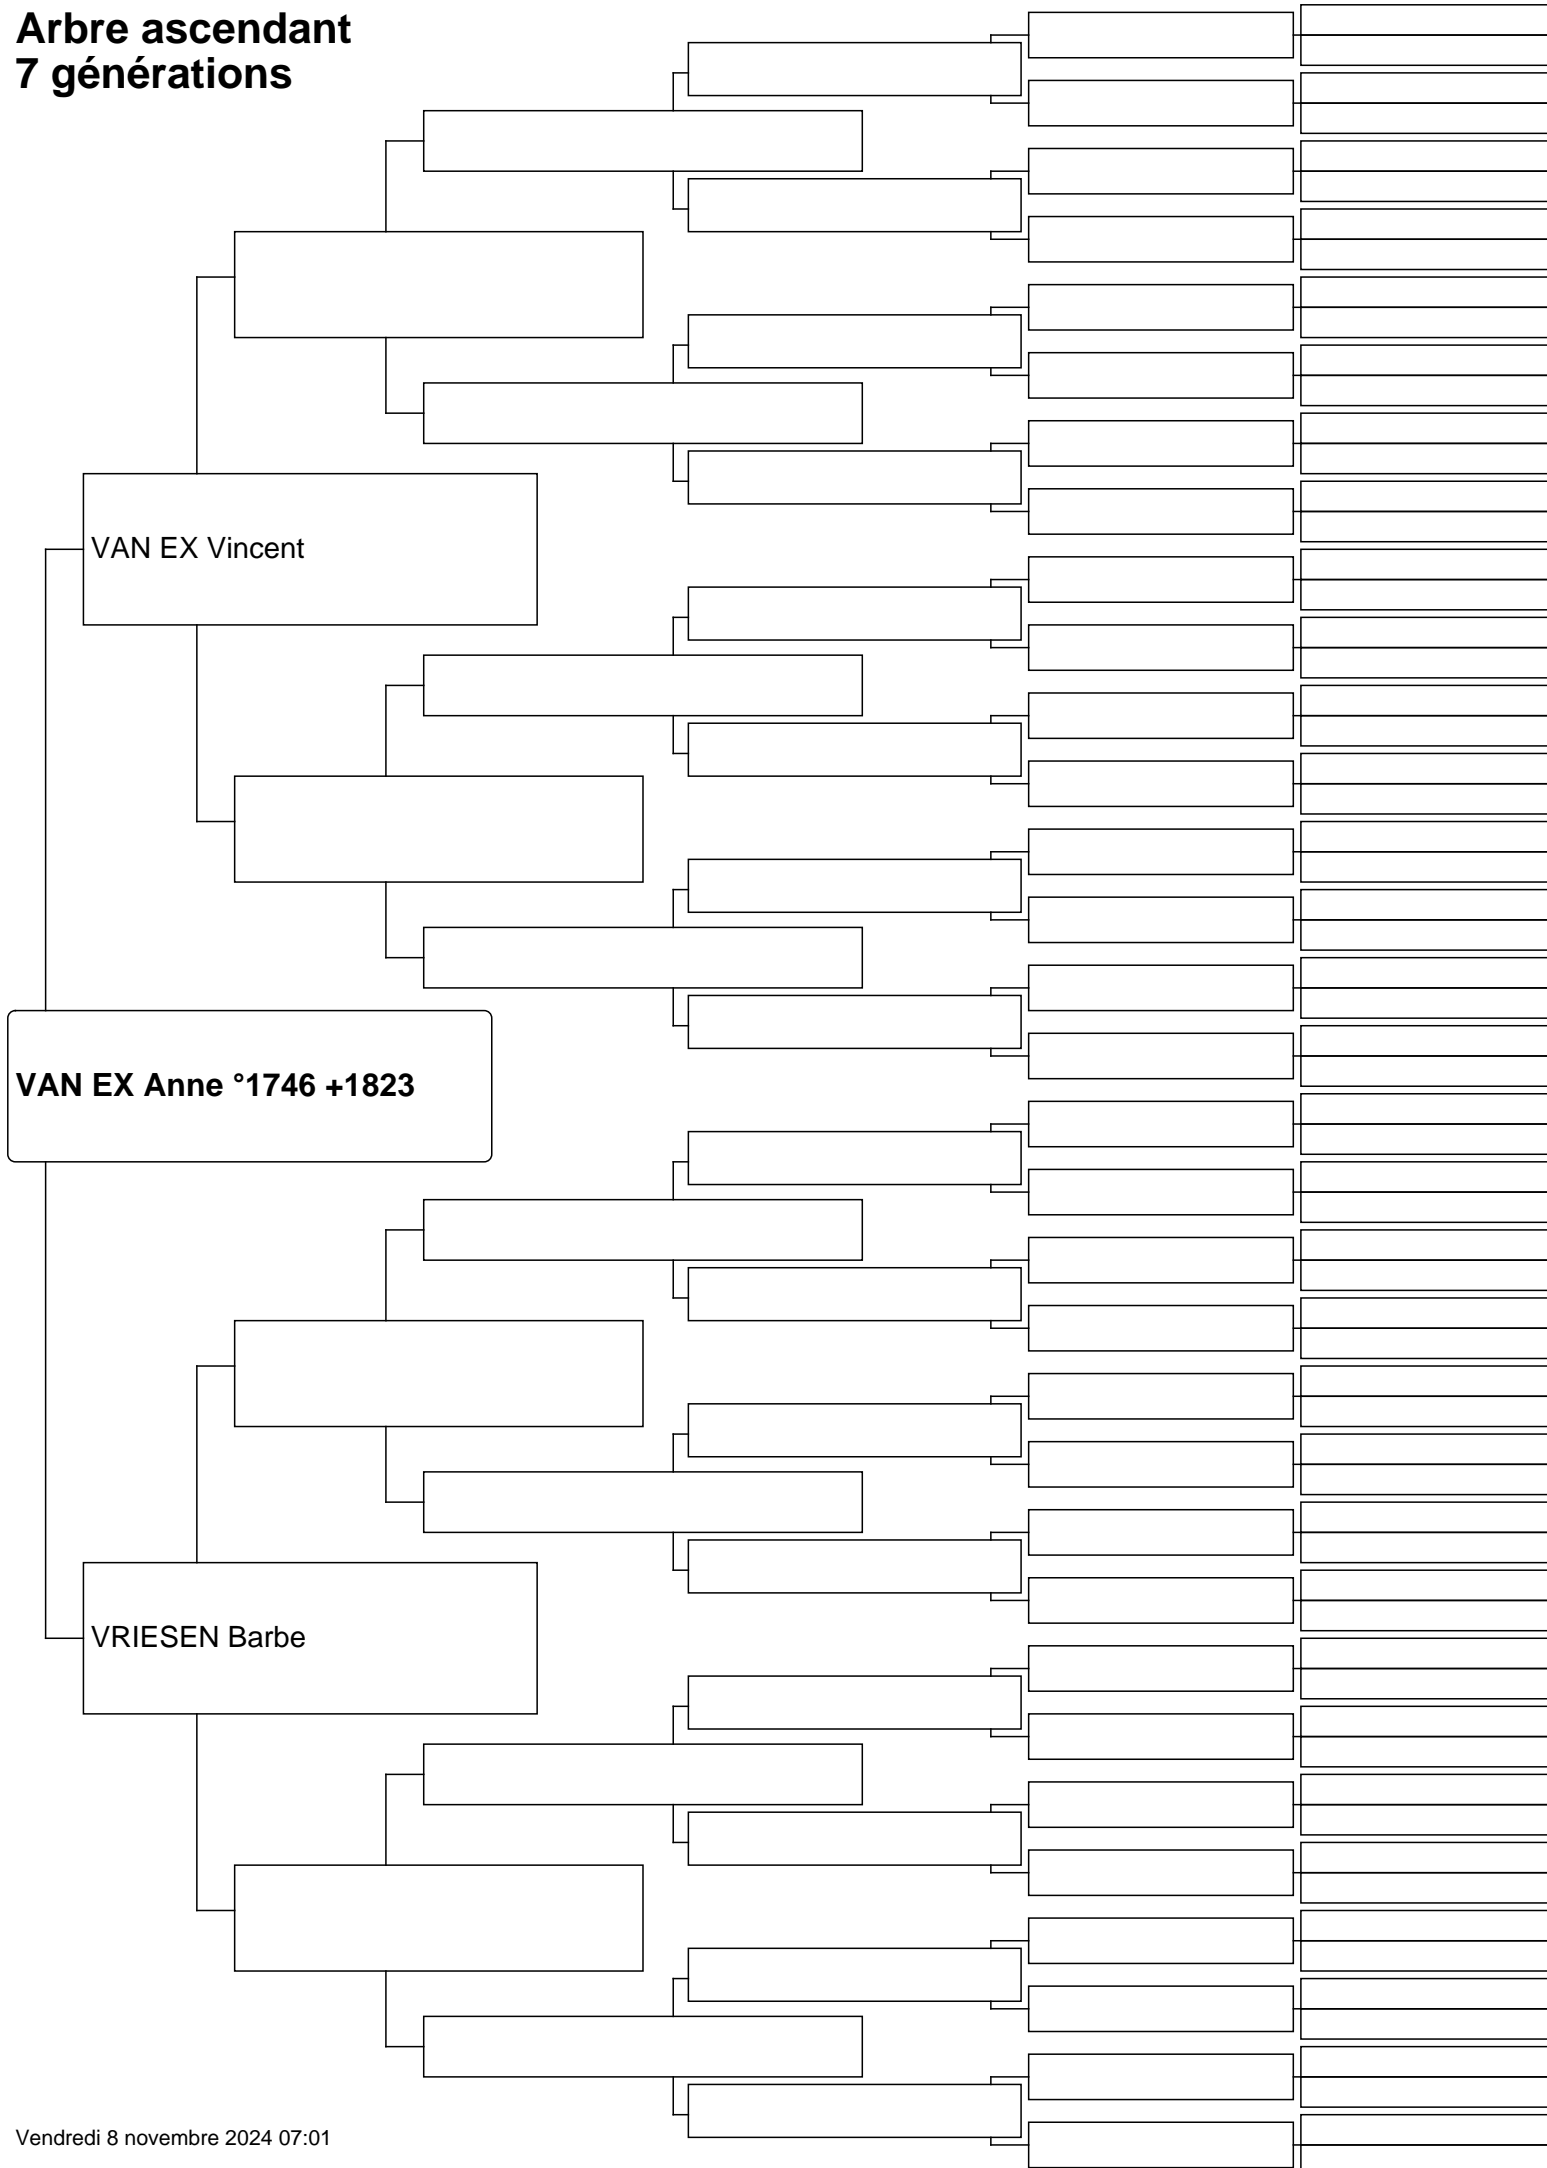 Arbre ascendant
7 générations
VAN EX Vincent
VAN EX Anne °1746 +1823
VRIESEN Barbe
Vendredi 8 novembre 2024 07:01